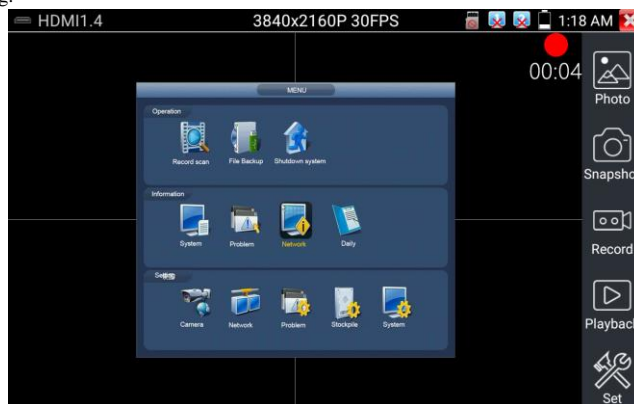 g.
HDMI1.4
3840x2160P 30FPS
1:18 AM
00:04
MENU
Operation
Record scan
File Backup
Shutdown system
Information
System
Problem
Network
Daily
Camera
Network
Problem
Stockpile
System
Photo
Snapshot
Record
Playback
Set